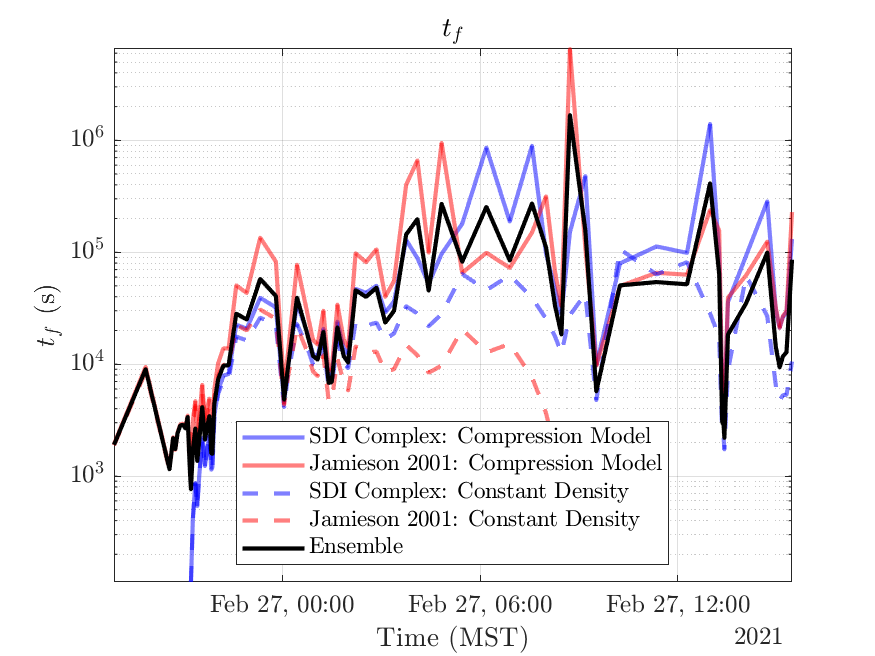 t_f
10^6
10^5
10^4
10^3
t_f (s)
SDI Complex: Compression Model
Jamieson 2001: Compression Model
SDI Complex: Constant Density
Jamieson 2001: Constant Density
Ensemble
Feb 27, 00:00 Feb 27, 06:00 Feb 27, 12:00
Time (MST)
2021